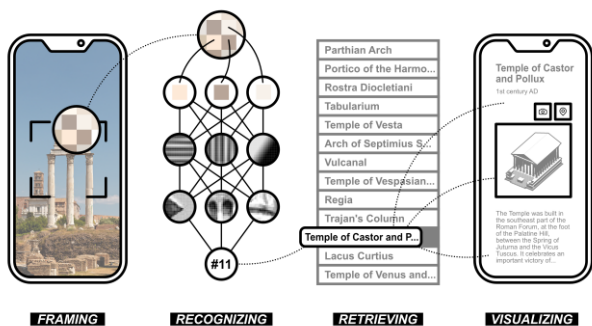 #11
Parthian Arch
Portico of the Harmo...
Rostra Diocletiani
Tabularium
Temple of Vesta
Arch of Septimius S...
Vulcanal
Temple of Vespasian...
Regia
Trajan's Column
Temple of Castor and P...
Lacus Curtius
Temple of Venus and...
Temple of Castor
and Pollux
1st century AD
The Temple was built in
the southeast part of the
Roman Forum, at the foot
of the Palatine Hill,
between the Spring of
Juturna and the Vicus
Tuscus. It celebrates an
important victory of...
FRAMING
RECOGNIZING
RETRIEVING
VISUALIZING